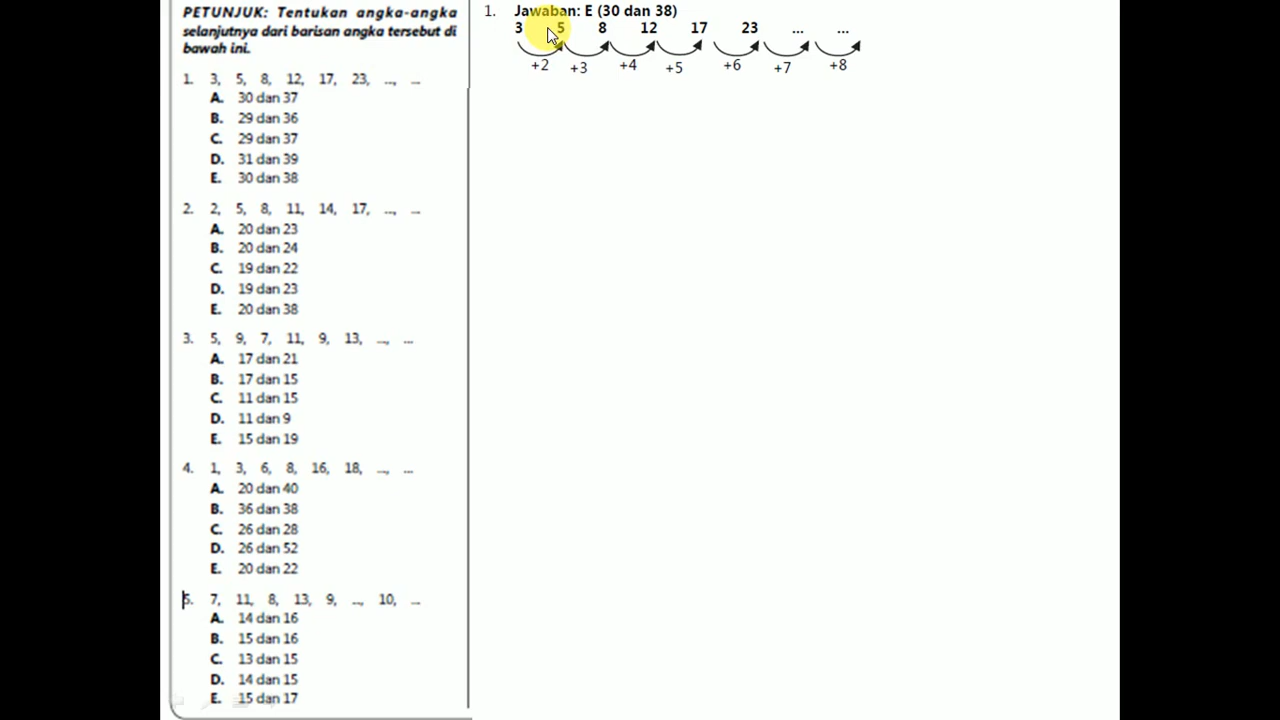 PETUNJUK: Tentukan angka-angka
selanjutnya dari barisan angka tersebut di
bawah ini.
1. 3, 5, 8, 12, 17, 23, ..., ...
A. 30 dan 37
B. 29 dan 36
C. 29 dan 37
D. 31 dan 39
E. 30 dan 38
2. 2, 5, 8, 11, 14, 17, ..., ...
A. 20 dan 23
B. 20 dan 24
C. 19 dan 22
D. 19 dan 23
E. 20 dan 38
3. 5, 9, 7, 11, 9, 13, ..., ...
A. 17 dan 21
B. 17 dan 15
C. 11 dan 15
D. 11 dan 9
E. 15 dan 19
4. 1, 3, 6, 8, 16, 18, ..., ...
A. 20 dan 40
B. 36 dan 38
C. 26 dan 28
D. 26 dan 52
E. 20 dan 22
5. 7, 11, 8, 13, 9, ..., 10, ...
A. 14 dan 16
B. 15 dan 16
C. 13 dan 15
D. 14 dan 15
E. 15 dan 17
1. Jawaban: E (30 dan 38)
3 5 8 12 17 23 ... ...
+2 +3 +4 +5 +6 +7 +8